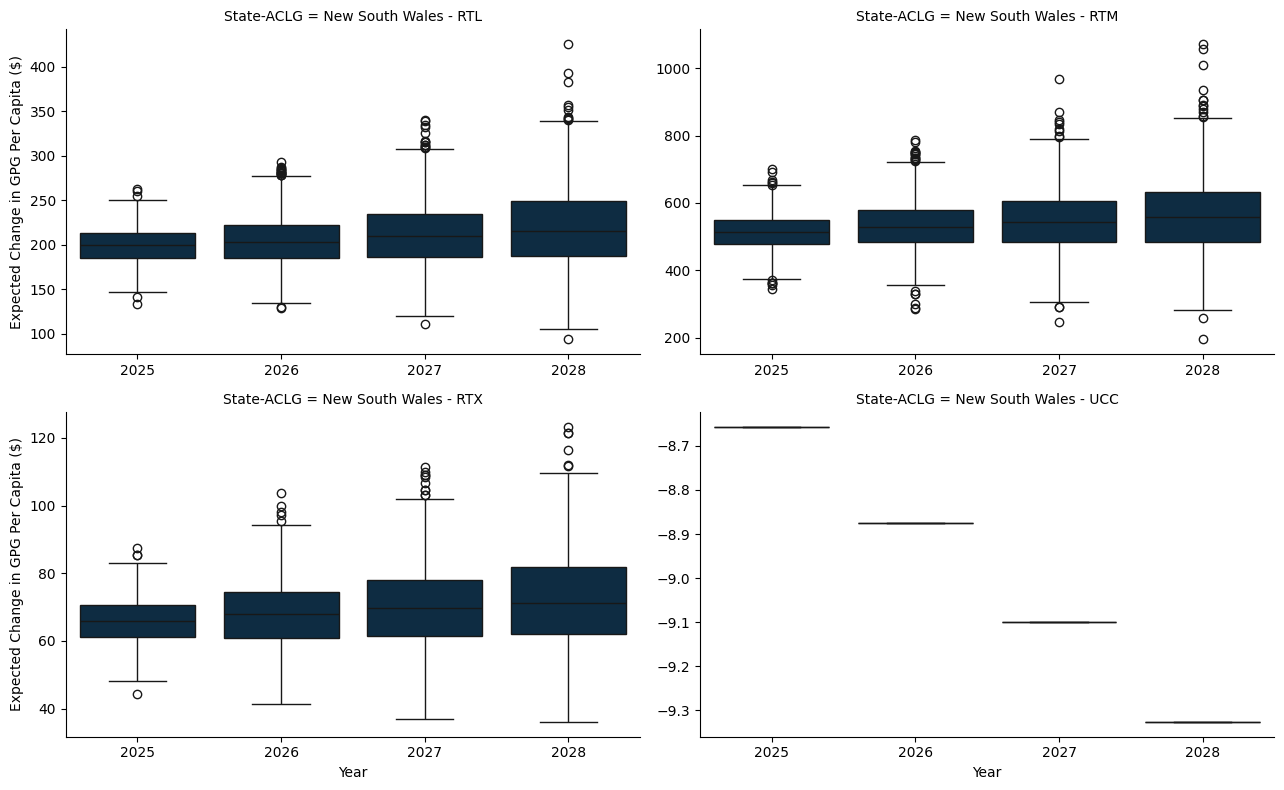 State-ACLG = New South Wales - RTL
Expected Change in GPG Per Capita ($)
400
350
300
250
200
150
100
2025 2026 2027 2028
State-ACLG = New South Wales - RTM
1000
800
600
400
200
2025 2026 2027 2028
State-ACLG = New South Wales - RTX
Expected Change in GPG Per Capita ($)
120
100
80
60
40
2025 2026 2027 2028
Year
State-ACLG = New South Wales - UCC
−8.7
−8.8
−8.9
−9.0
−9.1
−9.2
−9.3
2025 2026 2027 2028
Year